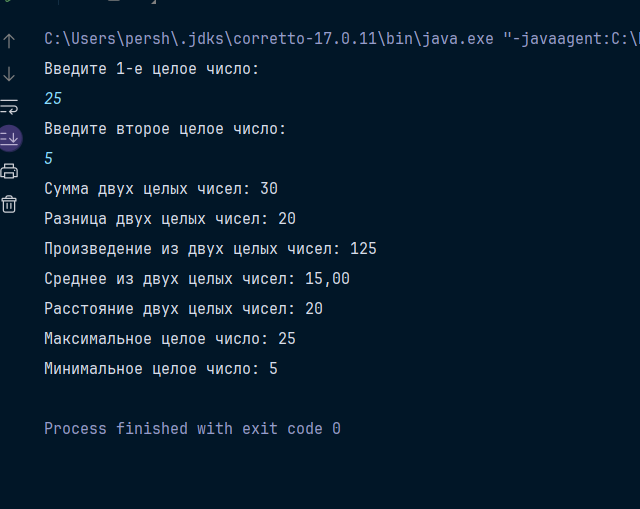 C:\Users\persh\.jdks\corretto-17.0.11\bin\java.exe "-javaagent:C:\
Введите 1-е целое число:
25
Введите второе целое число:
5
Сумма двух целых чисел: 30
Разница двух целых чисел: 20
Произведение из двух целых чисел: 125
Среднее из двух целых чисел: 15,00
Расстояние двух целых чисел: 20
Максимальное целое число: 25
Минимальное целое число: 5
Process finished with exit code 0